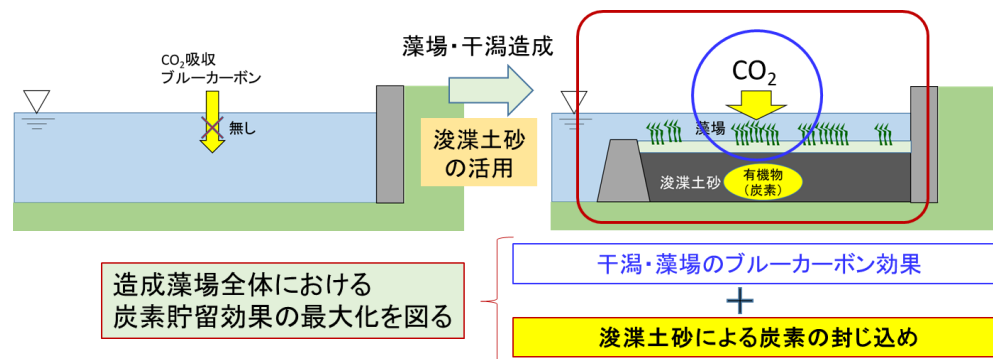 CO₂吸収
ブルーカーボン
無し
藻場・干潟造成
浚渫土砂
の活用
CO₂
藻場
浚渫土砂
有機物
(炭素)
造成藻場全体における
炭素貯留効果の最大化を図る
干潟・藻場のブルーカーボン効果
+
浚渫土砂による炭素の封じ込め